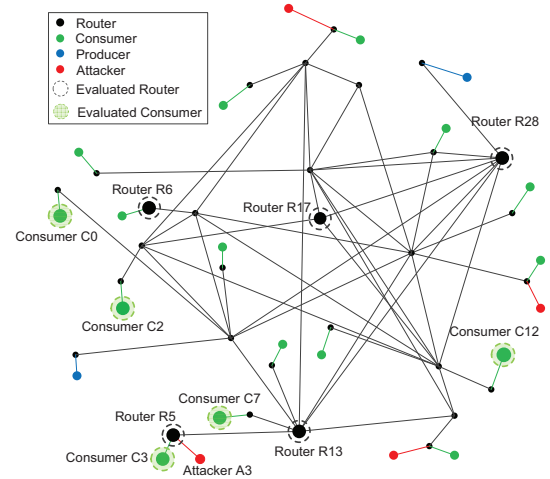 Router
Consumer
Producer
Attacker
Evaluated Router
Evaluated Consumer
Router R28
Router R6
Router R17
Consumer C0
Consumer C2
Consumer C12
Consumer C7
Router R5
Router R13
Consumer C3
Attacker A3